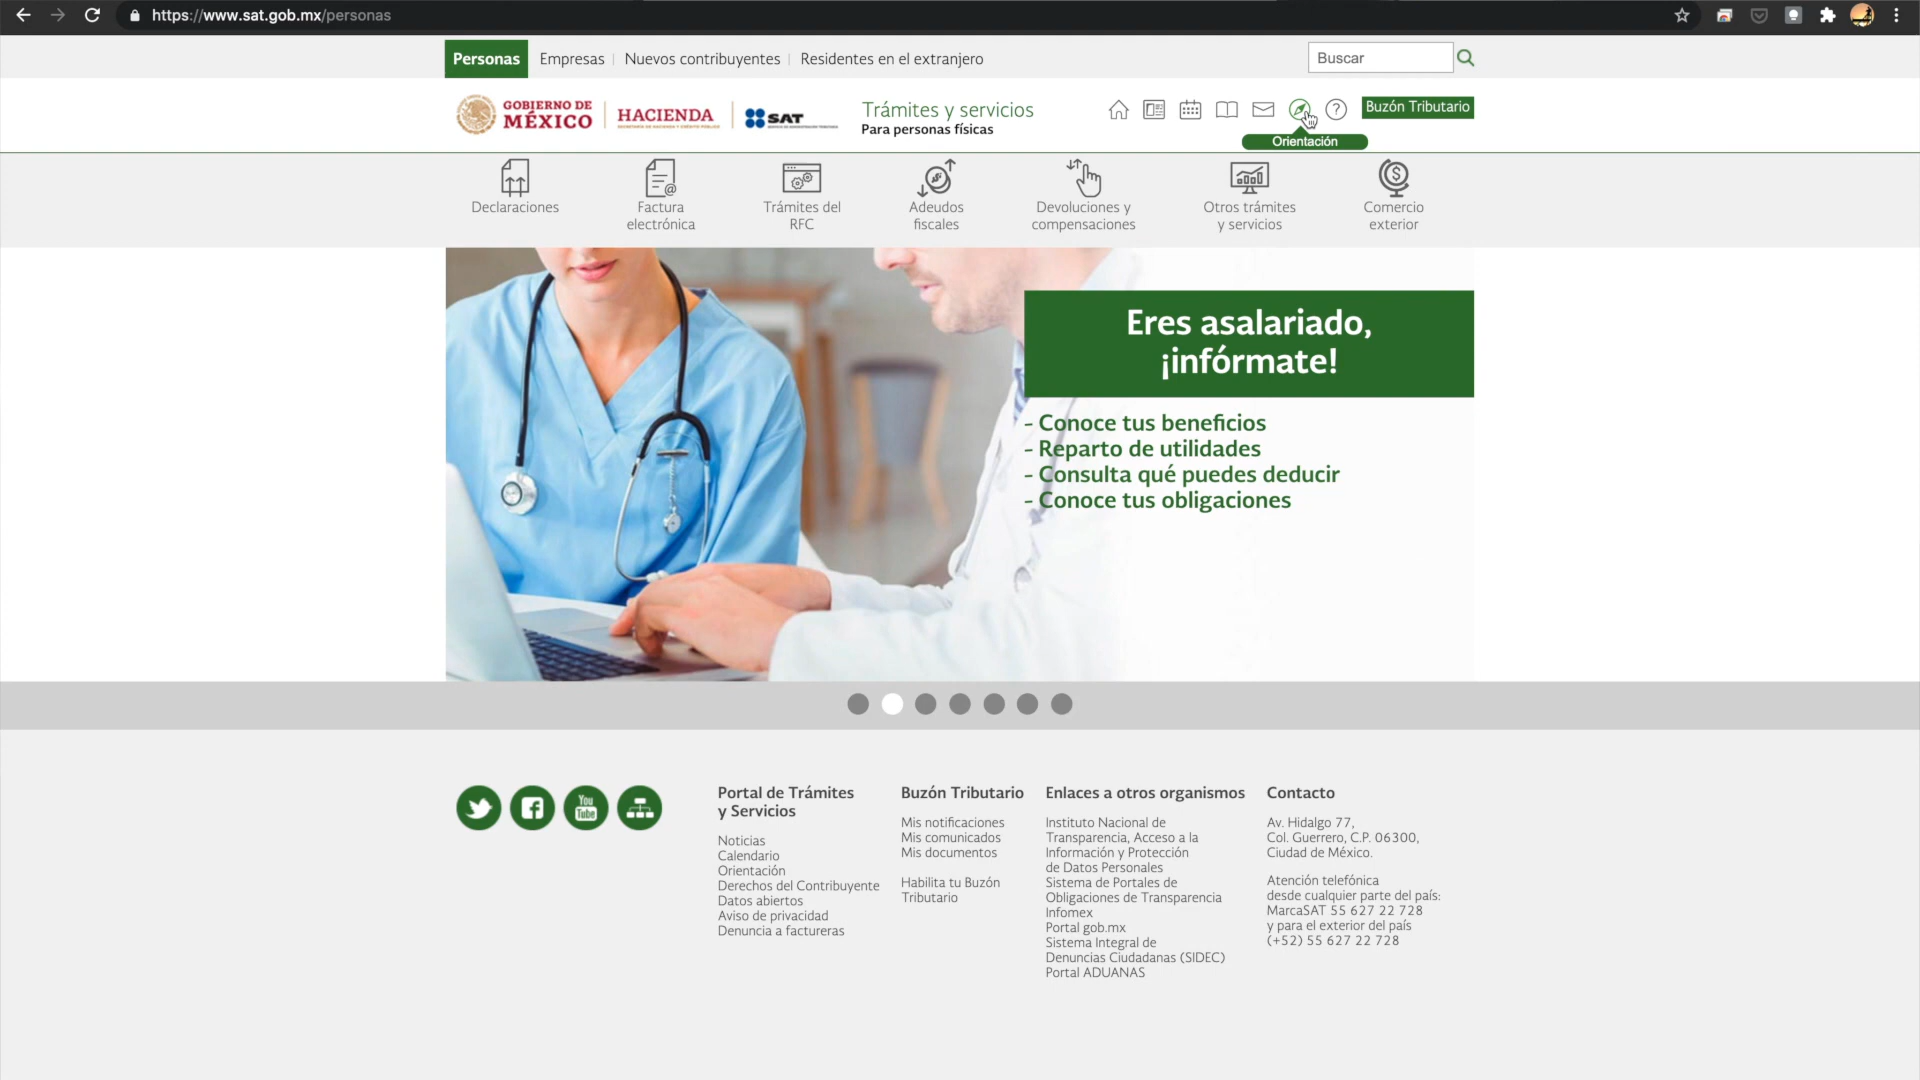 https://www.sat.gob.mx/personas
Personas
Empresas
Nuevos contribuyentes
Residentes en el extranjero
Buscar
GOBIERNO DE
MÉXICO
HACIENDA
SAT
Trámites y servicios
Para personas físicas
?
Buzón Tributario
Orientación
Declaraciones
Factura
electrónica
Trámites del
RFC
Adeudos
fiscales
Devoluciones y
compensaciones
Otros trámites
y servicios
Comercio
exterior
Eres asalariado,
¡infórmate!
- Conoce tus beneficios
- Reparto de utilidades
- Consulta qué puedes deducir
- Conoce tus obligaciones
You
Tube
Portal de Trámites
y Servicios
Noticias
Calendario
Orientación
Derechos del Contribuyente
Datos abiertos
Aviso de privacidad
Denuncia a factureras
Buzón Tributario
Mis notificaciones
Mis comunicados
Mis documentos
Habilita tu Buzón
Tributario
Enlaces a otros organismos
Instituto Nacional de
Transparencia, Acceso a la
Información y Protección
de Datos Personales
Sistema de Portales de
Obligaciones de Transparencia
Infomex
Portal gob.mx
Sistema Integral de
Denuncias Ciudadanas (SIDEC)
Portal ADUANAS
Contacto
Av. Hidalgo 77,
Col. Guerrero, C.P. 06300,
Ciudad de México.
Atención telefónica
desde cualquier parte del país:
MarcaSAT 55 627 22 728
y para el exterior del país
(+52) 55 627 22 728